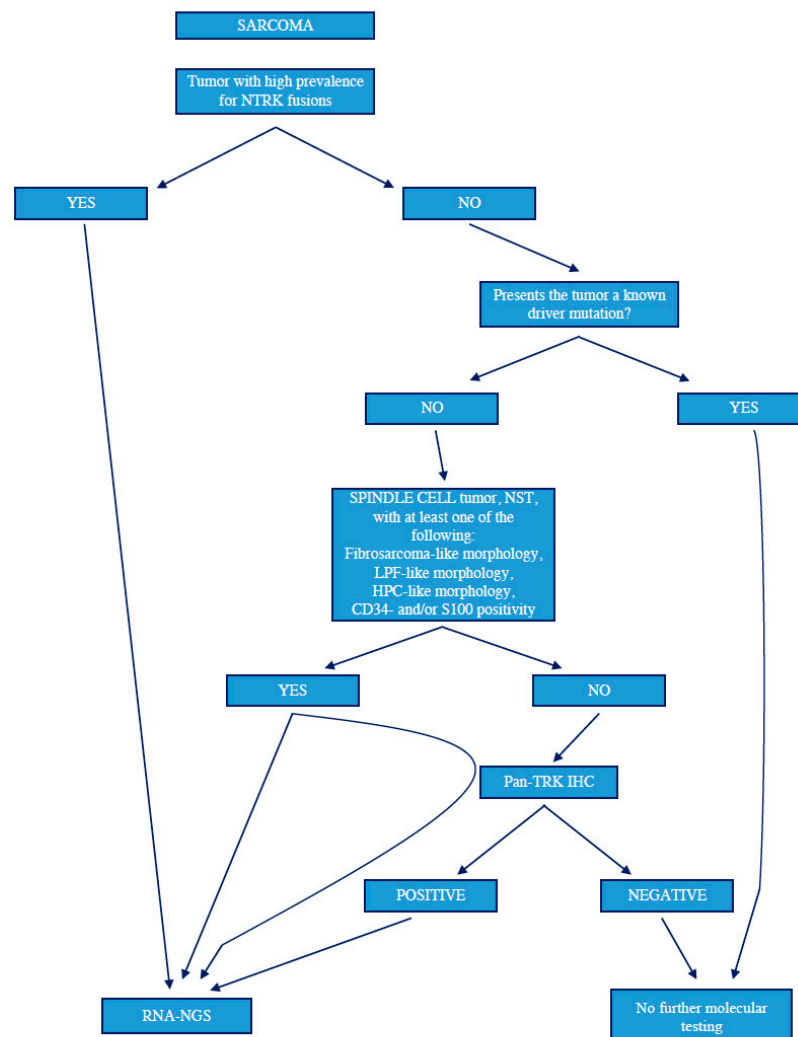 SARCOMA
Tumor with high prevalence
for NTRK fusions
YES
NO
Presents the tumor a known
driver mutation?
NO
YES
SPINDLE CELL tumor, NST,
with at least one of the
following:
Fibrosarcoma-like morphology,
LPF-like morphology,
HPC-like morphology,
CD34- and/or S100 positivity
YES
NO
Pan-TRK IHC
POSITIVE
NEGATIVE
RNA-NGS
No further molecular
testing